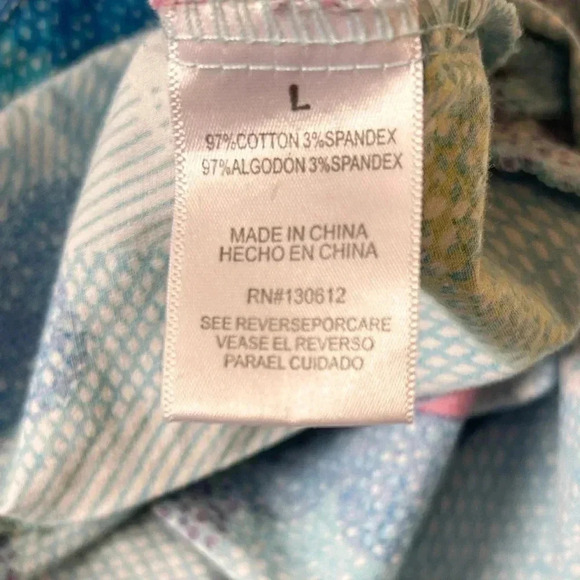 L
97%COTTON 3%SPANDEX
97%ALGODON 3%SPANDEX
MADE IN CHINA
HECHO EN CHINA
RN#130612
SEE REVERSEPORCARE
VEASE EL REVERSO
PARAEL CUIDADO